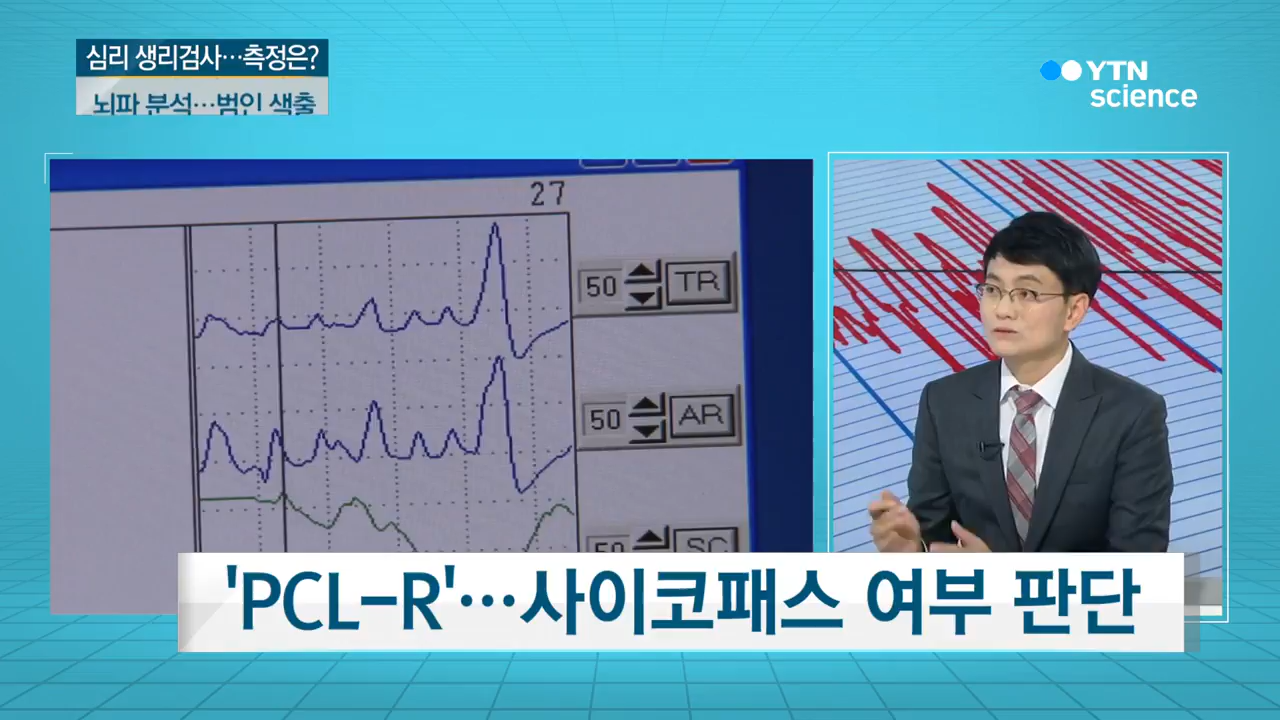 심리 생리검사…측정은?
뇌파 분석…범인 색출
YTN
science
27
50 TR
50 AR
50 SC
'PCL-R'…사이코패스 여부 판단